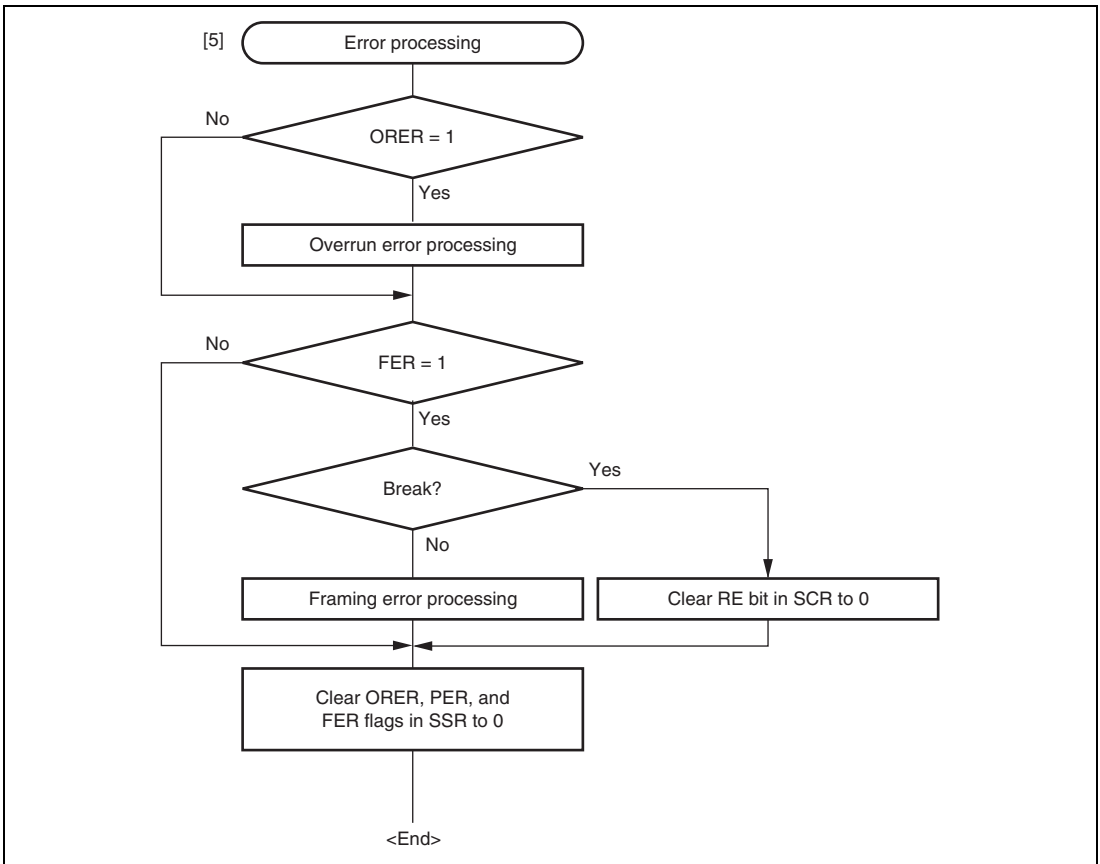 [5]
Error processing
No
ORER = 1
Yes
Overrun error processing
No
FER = 1
Yes
Break?
Yes
No
Framing error processing
Clear RE bit in SCR to 0
Clear ORER, PER, and
FER flags in SSR to 0
<End>